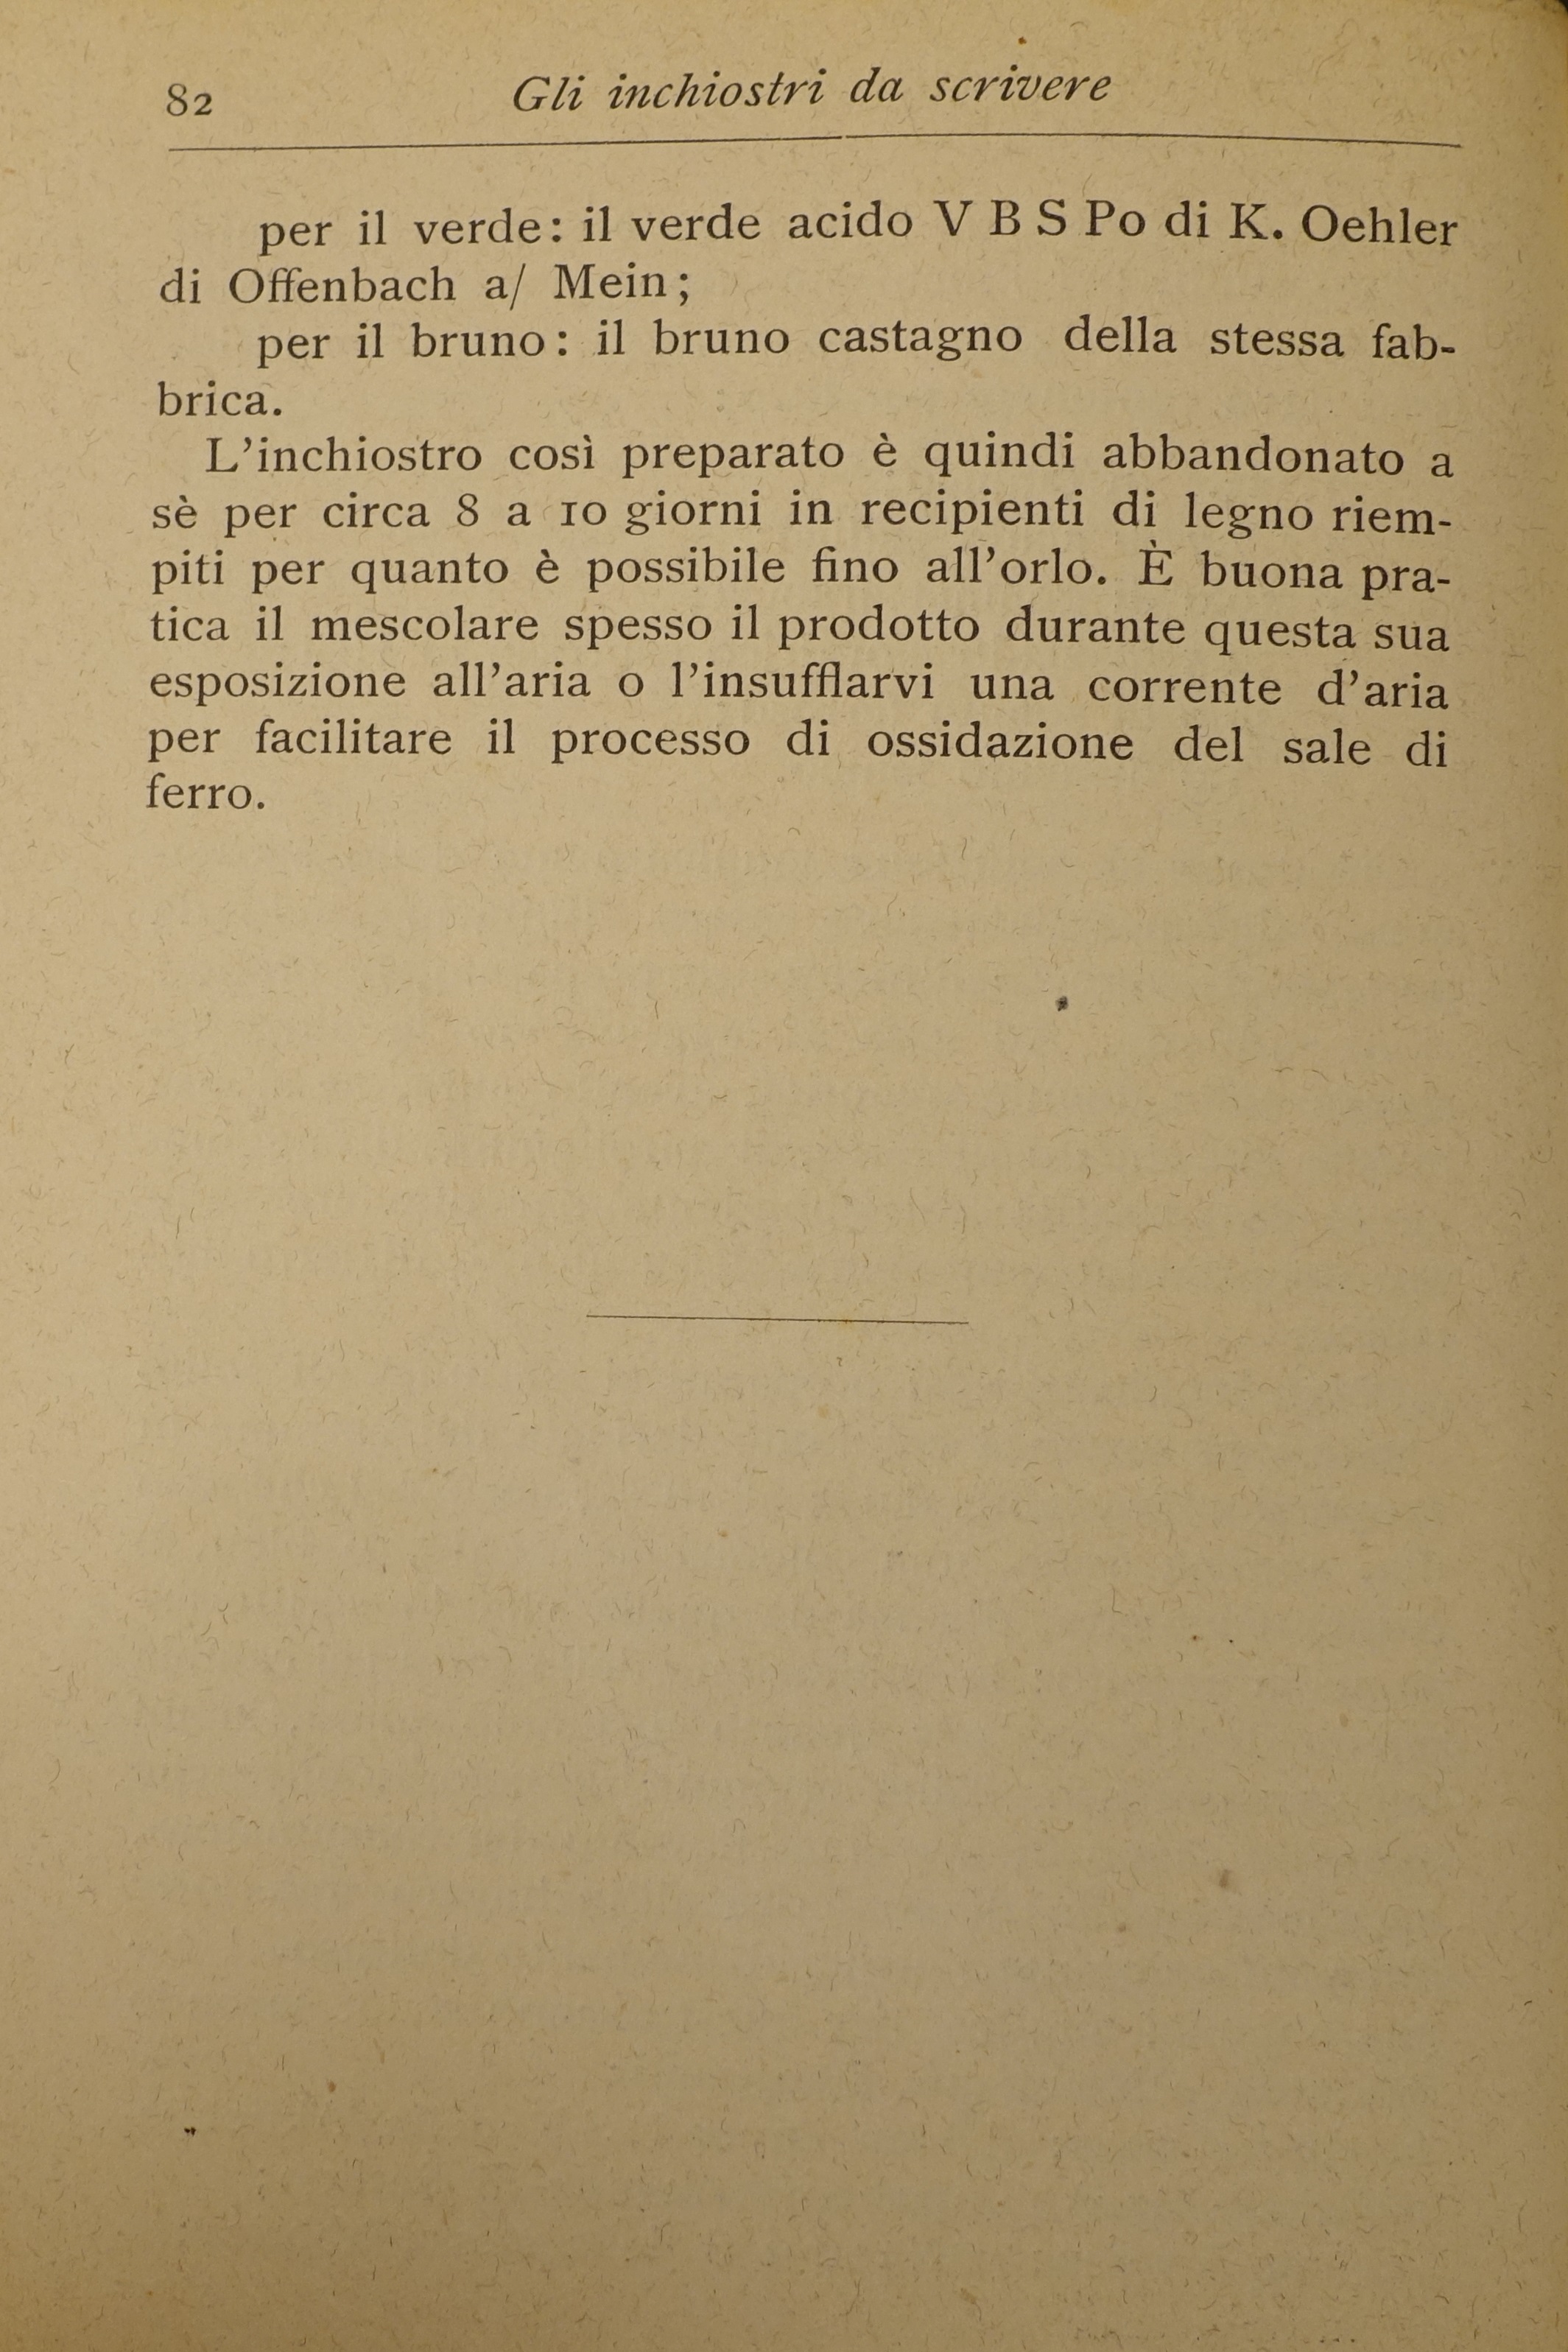 82 Gli inchiostri da scrivere
per il verde: il verde acido V B S Po di K. Oehler
di Offenbach a/ Mein;
per il bruno: il bruno castagno della stessa fab-
brica.
L'inchiostro così preparato è quindi abbandonato a
sè per circa 8 a 10 giorni in recipienti di legno riem-
piti per quanto è possibile fino all'orlo. È buona pra-
tica il mescolare spesso il prodotto durante questa sua
esposizione all'aria o l'insufflarvi una corrente d'aria
per facilitare il processo di ossidazione del sale di
ferro.